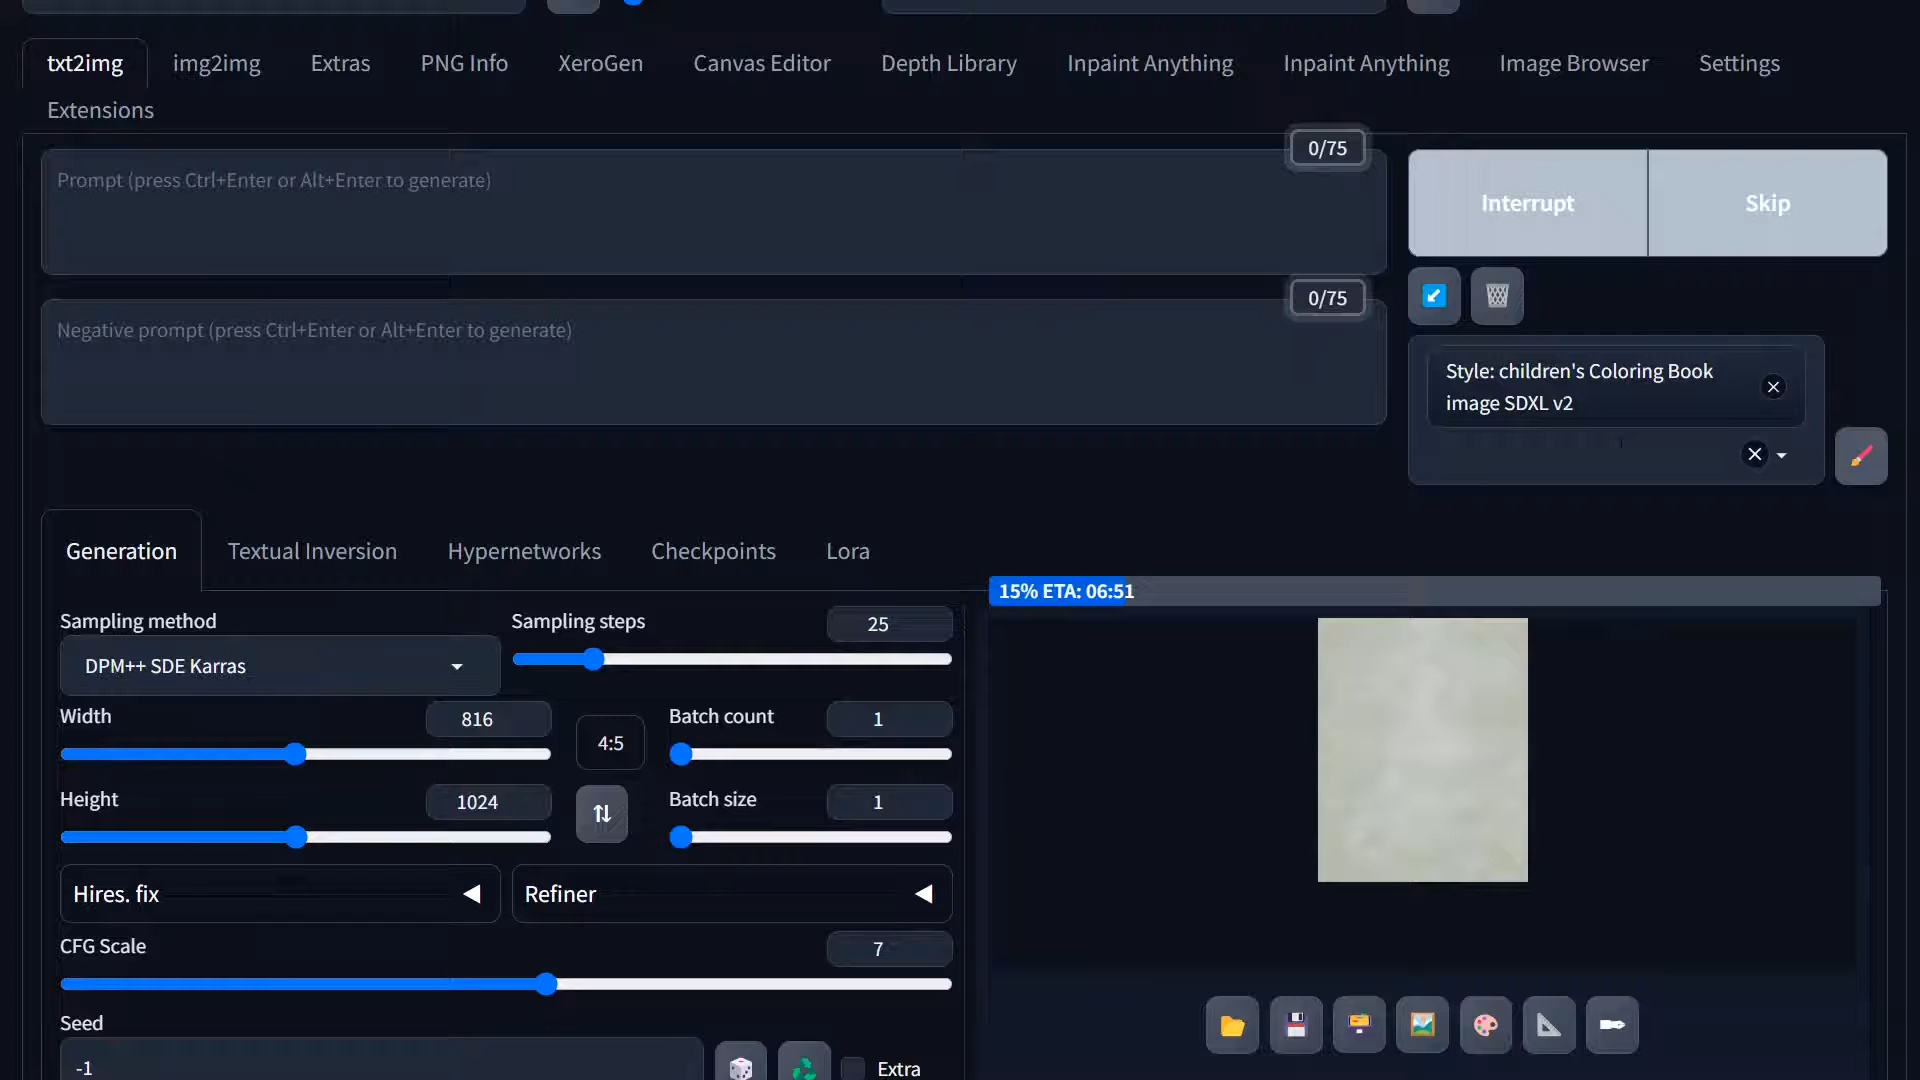 txt2img img2img Extras PNG Info XeroGen Canvas Editor Depth Library Inpaint Anything Inpaint Anything Image Browser Settings
Extensions
0/75
Prompt (press Ctrl+Enter or Alt+Enter to generate)
Interrupt Skip
0/75
Negative prompt (press Ctrl+Enter or Alt+Enter to generate)
Style: children's Coloring Book
image SDXL v2
Generation Textual Inversion Hypernetworks Checkpoints Lora
15% ETA: 06:51
Sampling method
DPM++ SDE Karras
Sampling steps 25
Width 816
4:5
Batch count 1
Height 1024
Batch size 1
Hires. fix
Refiner
CFG Scale 7
Seed
-1
Extra